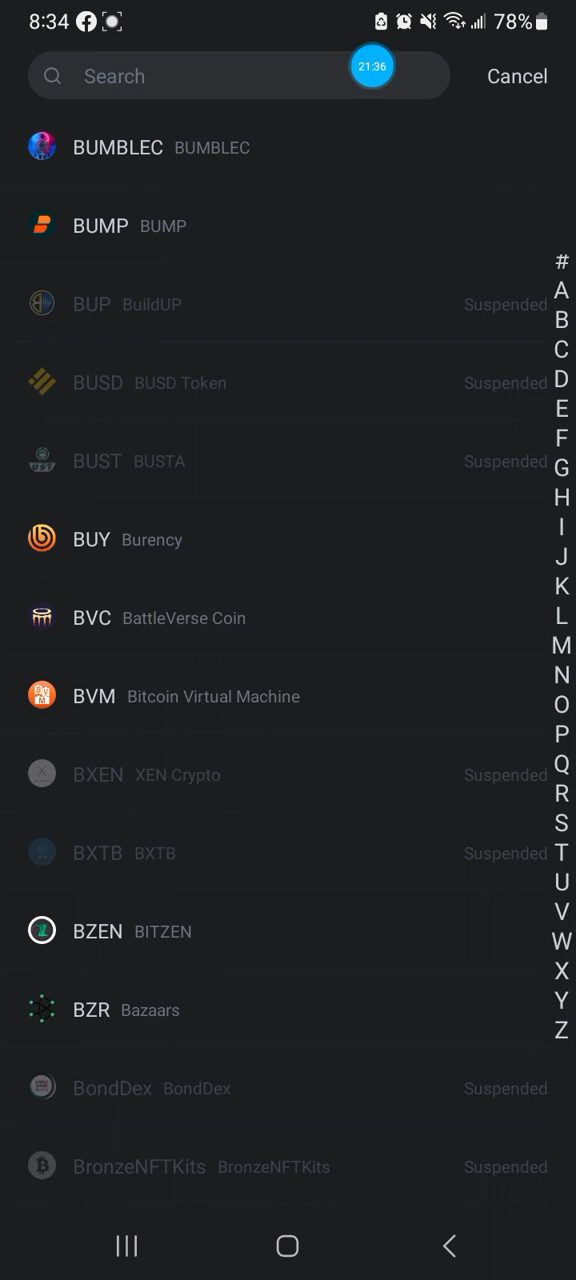 8:34 78%
Search 21:36 Cancel
BUMBLEC BUMBLEC
BUMP BUMP
#
A
BUP BuildUP Suspended
B
C
BUSD BUSD Token Suspended
D
E
F
BUST BUSTA Suspended
G
H
I
BUY Burency
J
K
BVC BattleVerse Coin
L
M
N
BVM Bitcoin Virtual Machine
O
P
Q
BXEN XEN Crypto Suspended
R
S
BXTB BXTB Suspended
T
U
V
BZEN BITZEN
W
X
Y
BZR Bazaars
Z
BondDex BondDex Suspended
BronzeNFTKits BronzeNFTKits Suspended